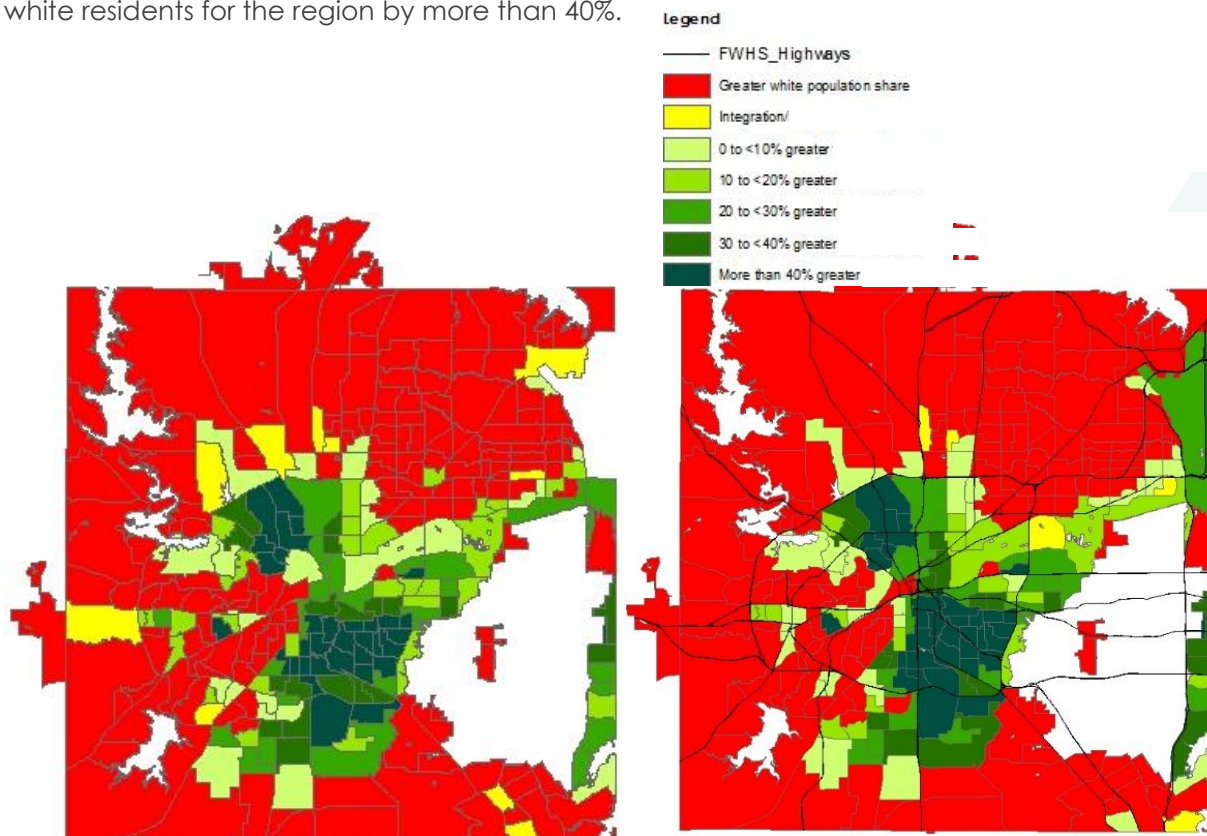 white residents for the region by more than 40%.
Legend
FWHS_Highways
Greater white population share
Integration/
0 to <10% greater
10 to <20% greater
20 to <30% greater
30 to <40% greater
More than 40% greater